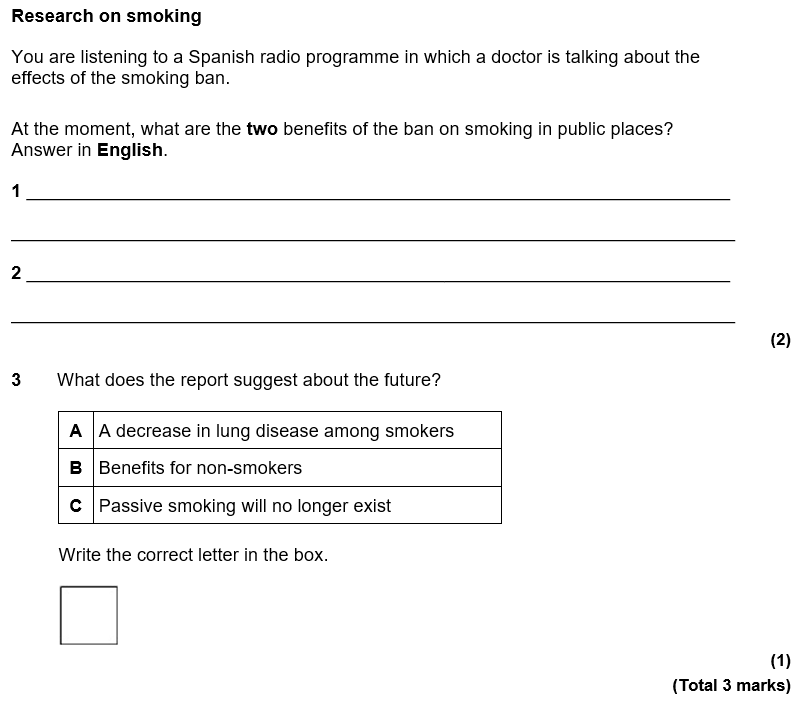 Research on smoking
You are listening to a Spanish radio programme in which a doctor is talking about the
effects of the smoking ban.
At the moment, what are the two benefits of the ban on smoking in public places?
Answer in English.
1
2
(2)
3 What does the report suggest about the future?
A A decrease in lung disease among smokers
B Benefits for non-smokers
C Passive smoking will no longer exist
Write the correct letter in the box.
(1)
(Total 3 marks)